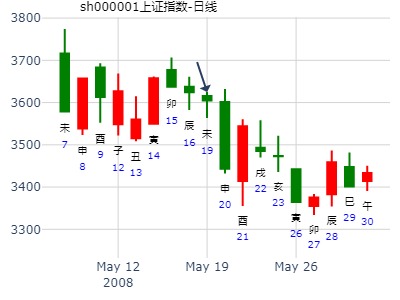 sh000001上证指数-日线
3800
3700
3600
3500
3400
3300
未
7
申
8
酉
9
子
12
丑
13
寅
14
卯
15
辰
16
未
19
申
20
酉
21
戌
22
亥
23
寅
26
卯
27
辰
28
巳
29
午
30
May 12
2008
May 19
May 26